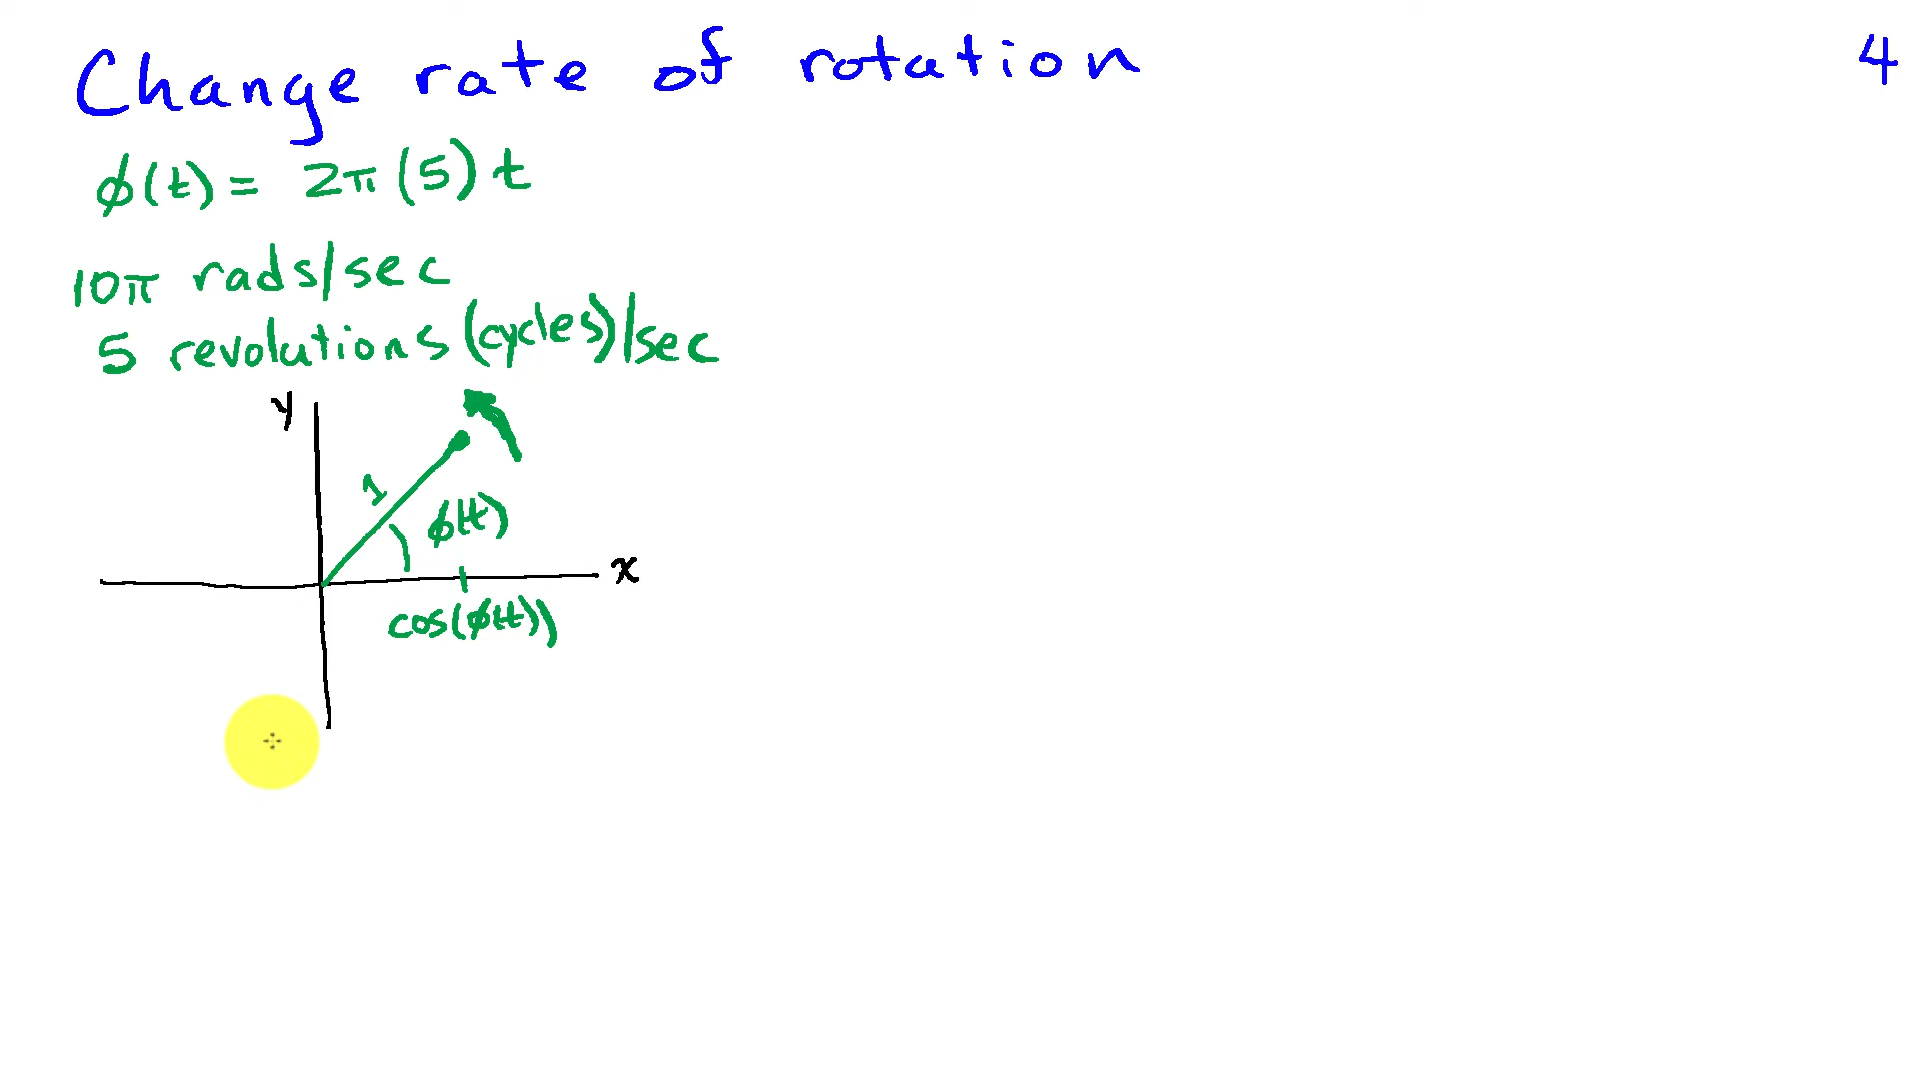 Change rate of rotation 4
ϕ(t) = 2π(5)t
10π rads/sec
5 revolutions (cycles)/sec
y
1
ϕ(t)
x
cos(ϕ(t))